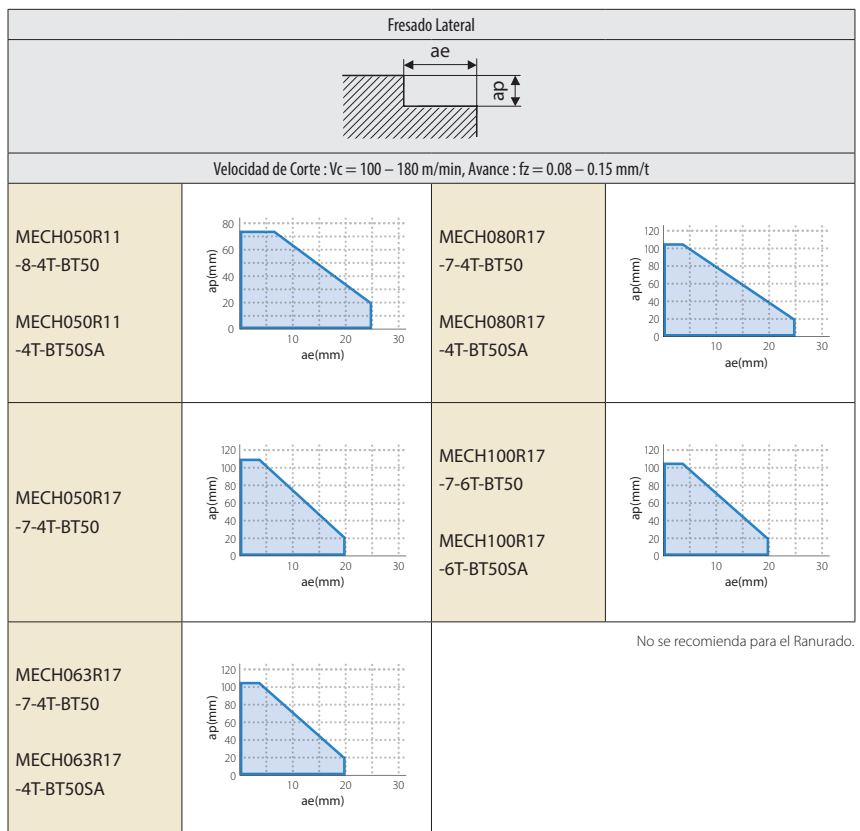 Fresado Lateral
ae
ap
Velocidad de Corte : Vc = 100 – 180 m/min, Avance : fz = 0.08 – 0.15 mm/t
MECH050R11
-8-4T-BT50
MECH050R11
-4T-BT50SA
ap(mm)
80
60
40
20
0
10 20 30
ae(mm)
MECH080R17
-7-4T-BT50
MECH080R17
-4T-BT50SA
ap(mm)
120
100
80
60
40
20
0
10 20 30
ae(mm)
MECH050R17
-7-4T-BT50
ap(mm)
120
100
80
60
40
20
0
10 20 30
ae(mm)
MECH100R17
-7-6T-BT50
MECH100R17
-6T-BT50SA
ap(mm)
120
100
80
60
40
20
0
10 20 30
ae(mm)
MECH063R17
-7-4T-BT50
MECH063R17
-4T-BT50SA
ap(mm)
120
100
80
60
40
20
0
10 20 30
ae(mm)
No se recomienda para el Ranurado.